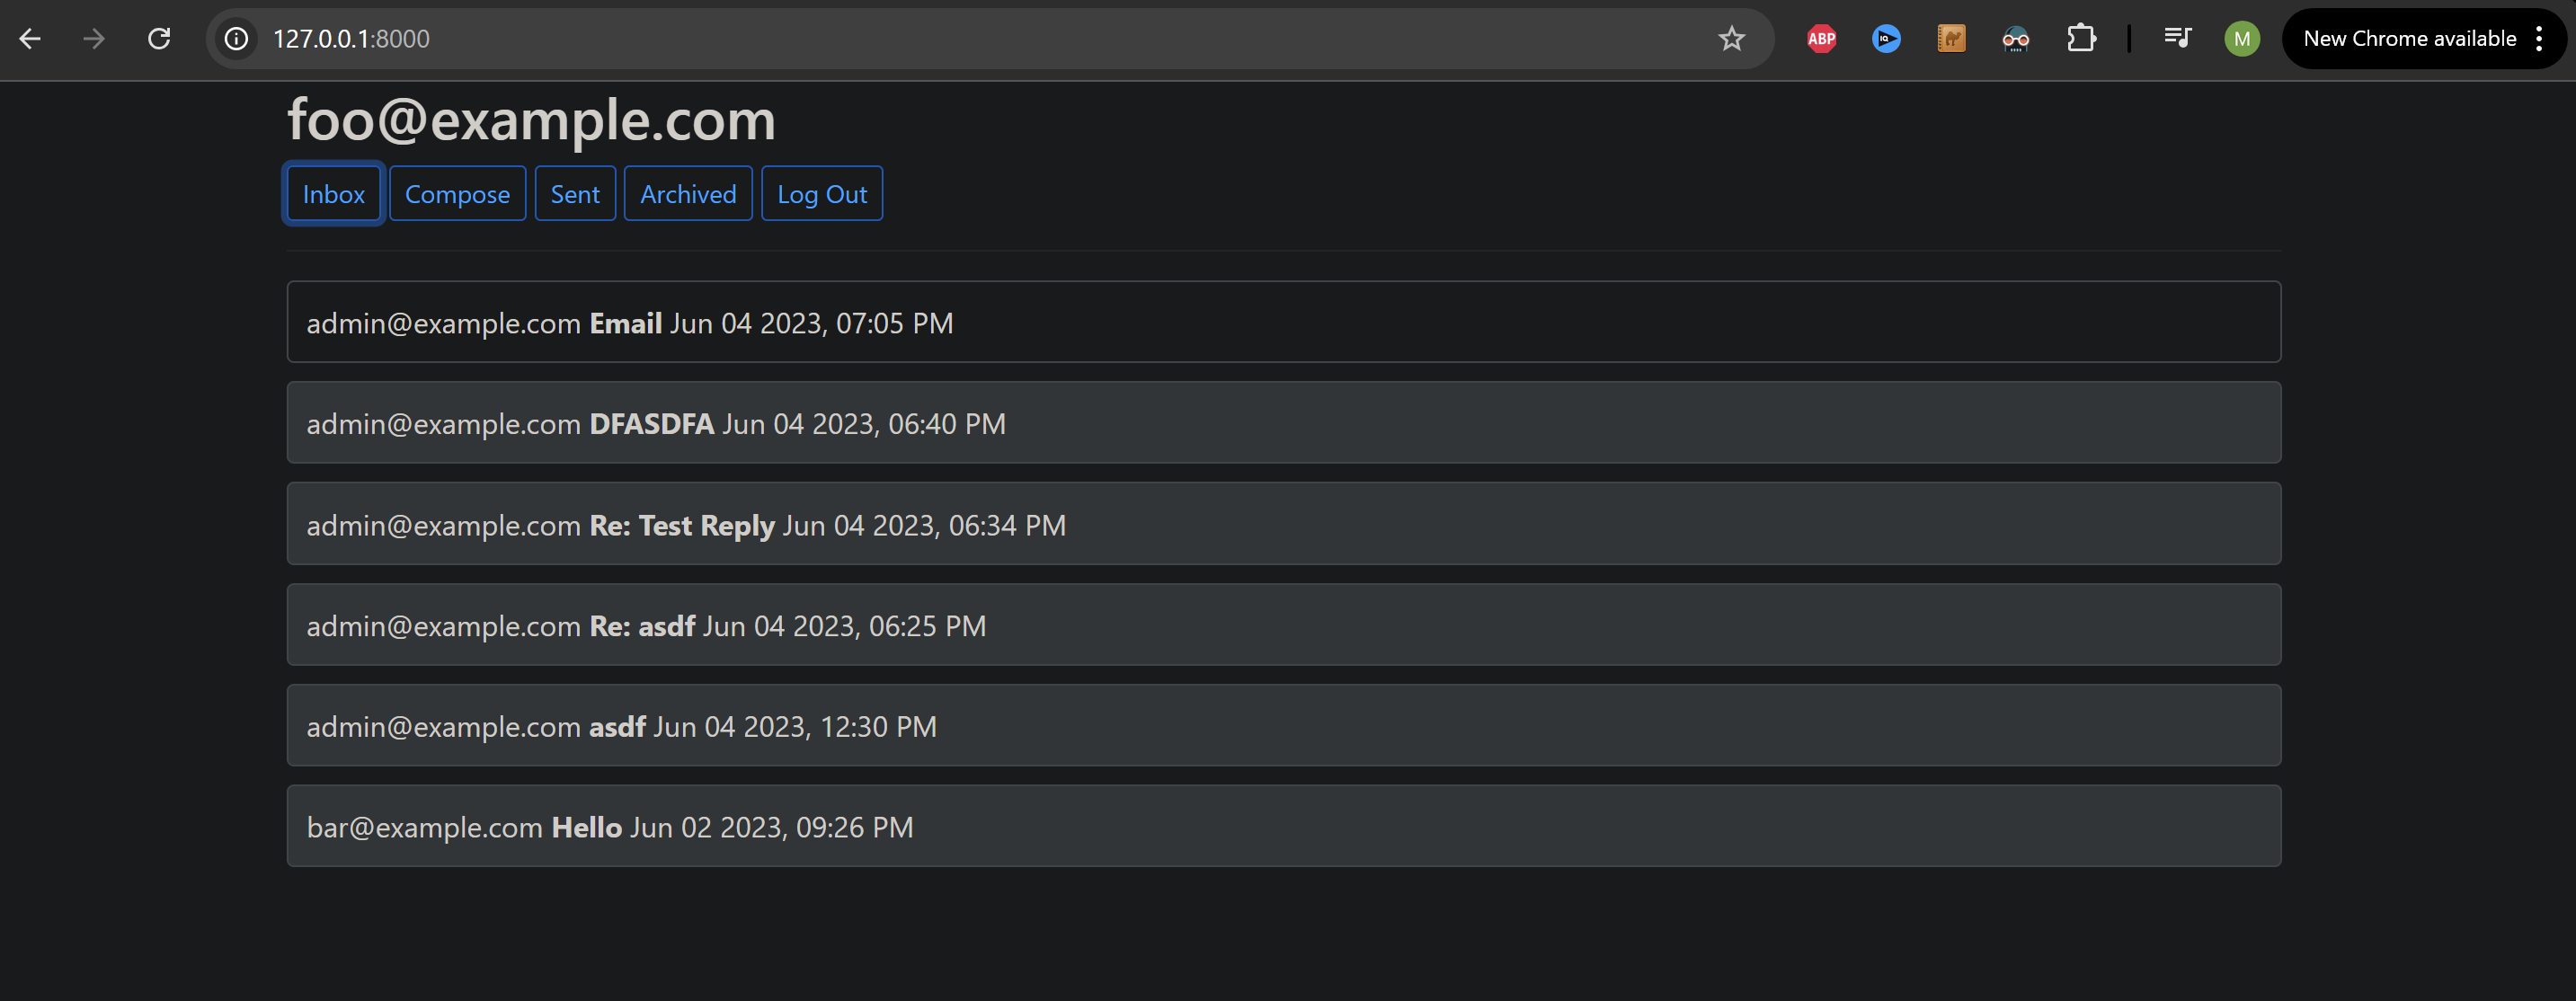 127.0.0.1:8000 ABP IQ M New Chrome available
foo@example.com
Inbox Compose Sent Archived Log Out
admin@example.com Email Jun 04 2023, 07:05 PM
admin@example.com DFASDFA Jun 04 2023, 06:40 PM
admin@example.com Re: Test Reply Jun 04 2023, 06:34 PM
admin@example.com Re: asdf Jun 04 2023, 06:25 PM
admin@example.com asdf Jun 04 2023, 12:30 PM
bar@example.com Hello Jun 02 2023, 09:26 PM